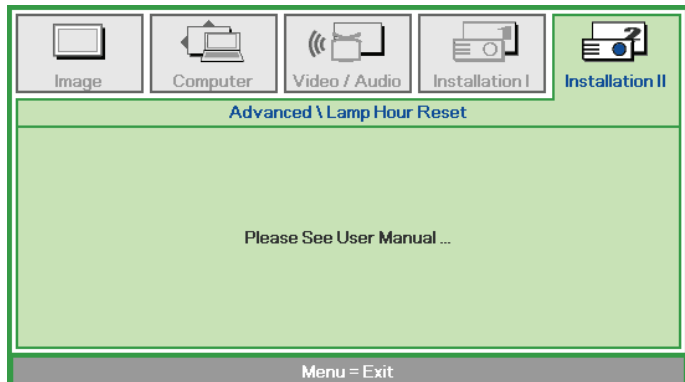 Image
Computer
Video / Audio
Installation I
Installation II
Advanced \ Lamp Hour Reset
Please See User Manual ...
Menu = Exit